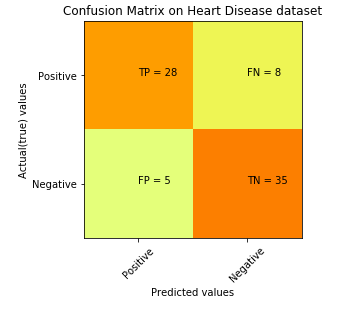 Confusion Matrix on Heart Disease dataset
Actual(true) values
Positive
TP = 28
FN = 8
Negative
FP = 5
TN = 35
Positive
Negative
Predicted values